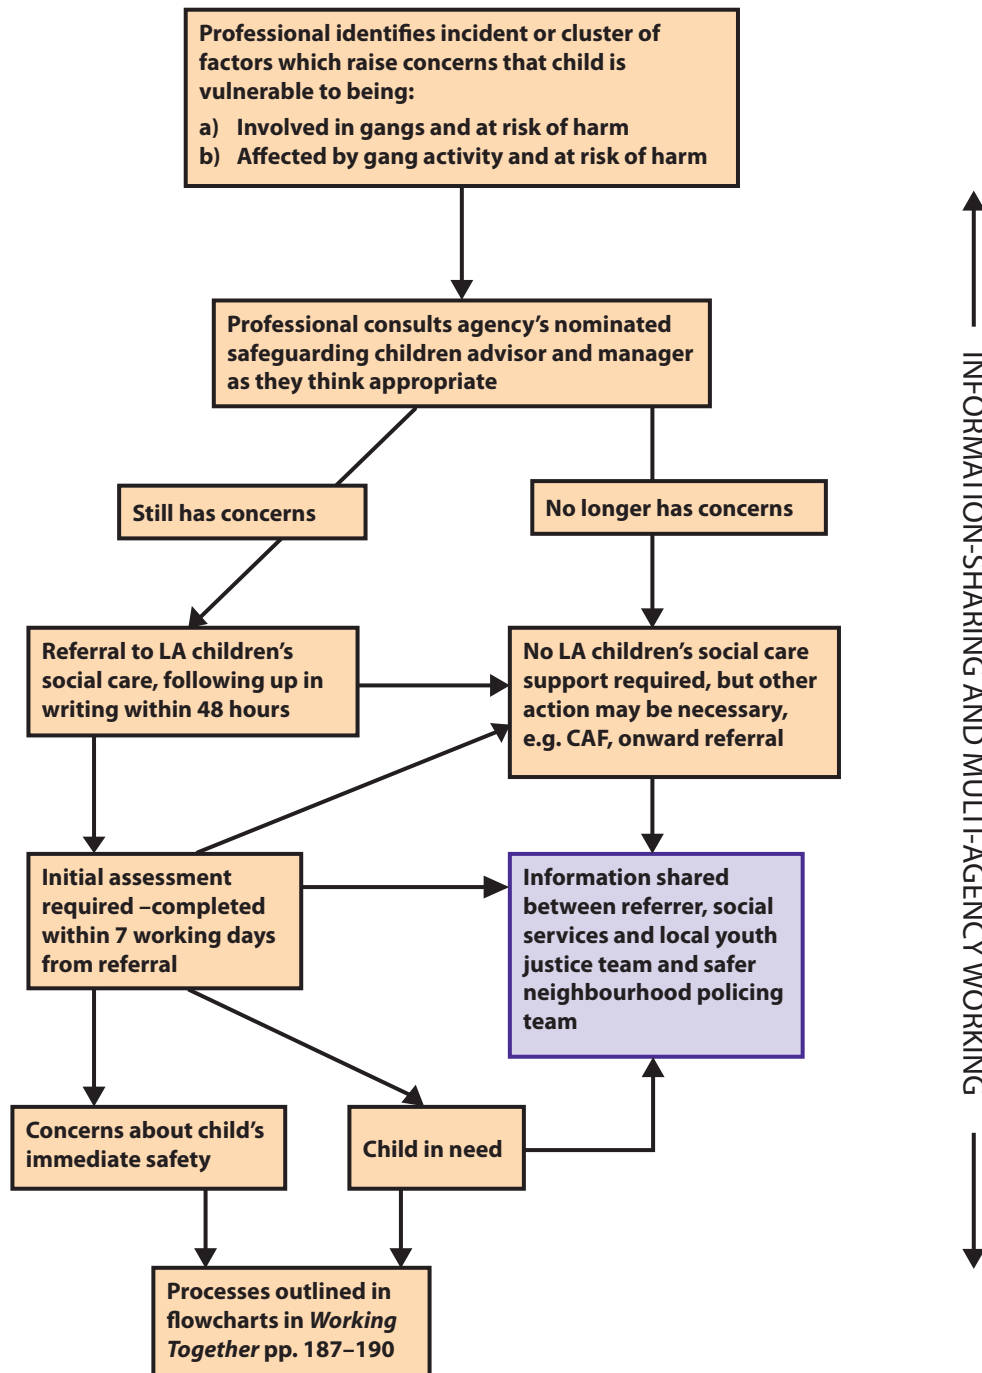 Professional identifies incident or cluster of
factors which raise concerns that child is
vulnerable to being:
a) Involved in gangs and at risk of harm
b) Affected by gang activity and at risk of harm
Professional consults agency's nominated
safeguarding children advisor and manager
as they think appropriate
Still has concerns
No longer has concerns
Referral to LA children's
social care, following up in
writing within 48 hours
No LA children's social care
support required, but other
action may be necessary,
e.g. CAF, onward referral
Initial assessment
required –completed
within 7 working days
from referral
Information shared
between referrer, social
services and local youth
justice team and safer
neighbourhood policing
team
Concerns about child's
immediate safety
Child in need
Processes outlined in
flowcharts in Working
Together pp. 187–190
INFORMATION-SHARING AND MULTI-AGENCY WORKING